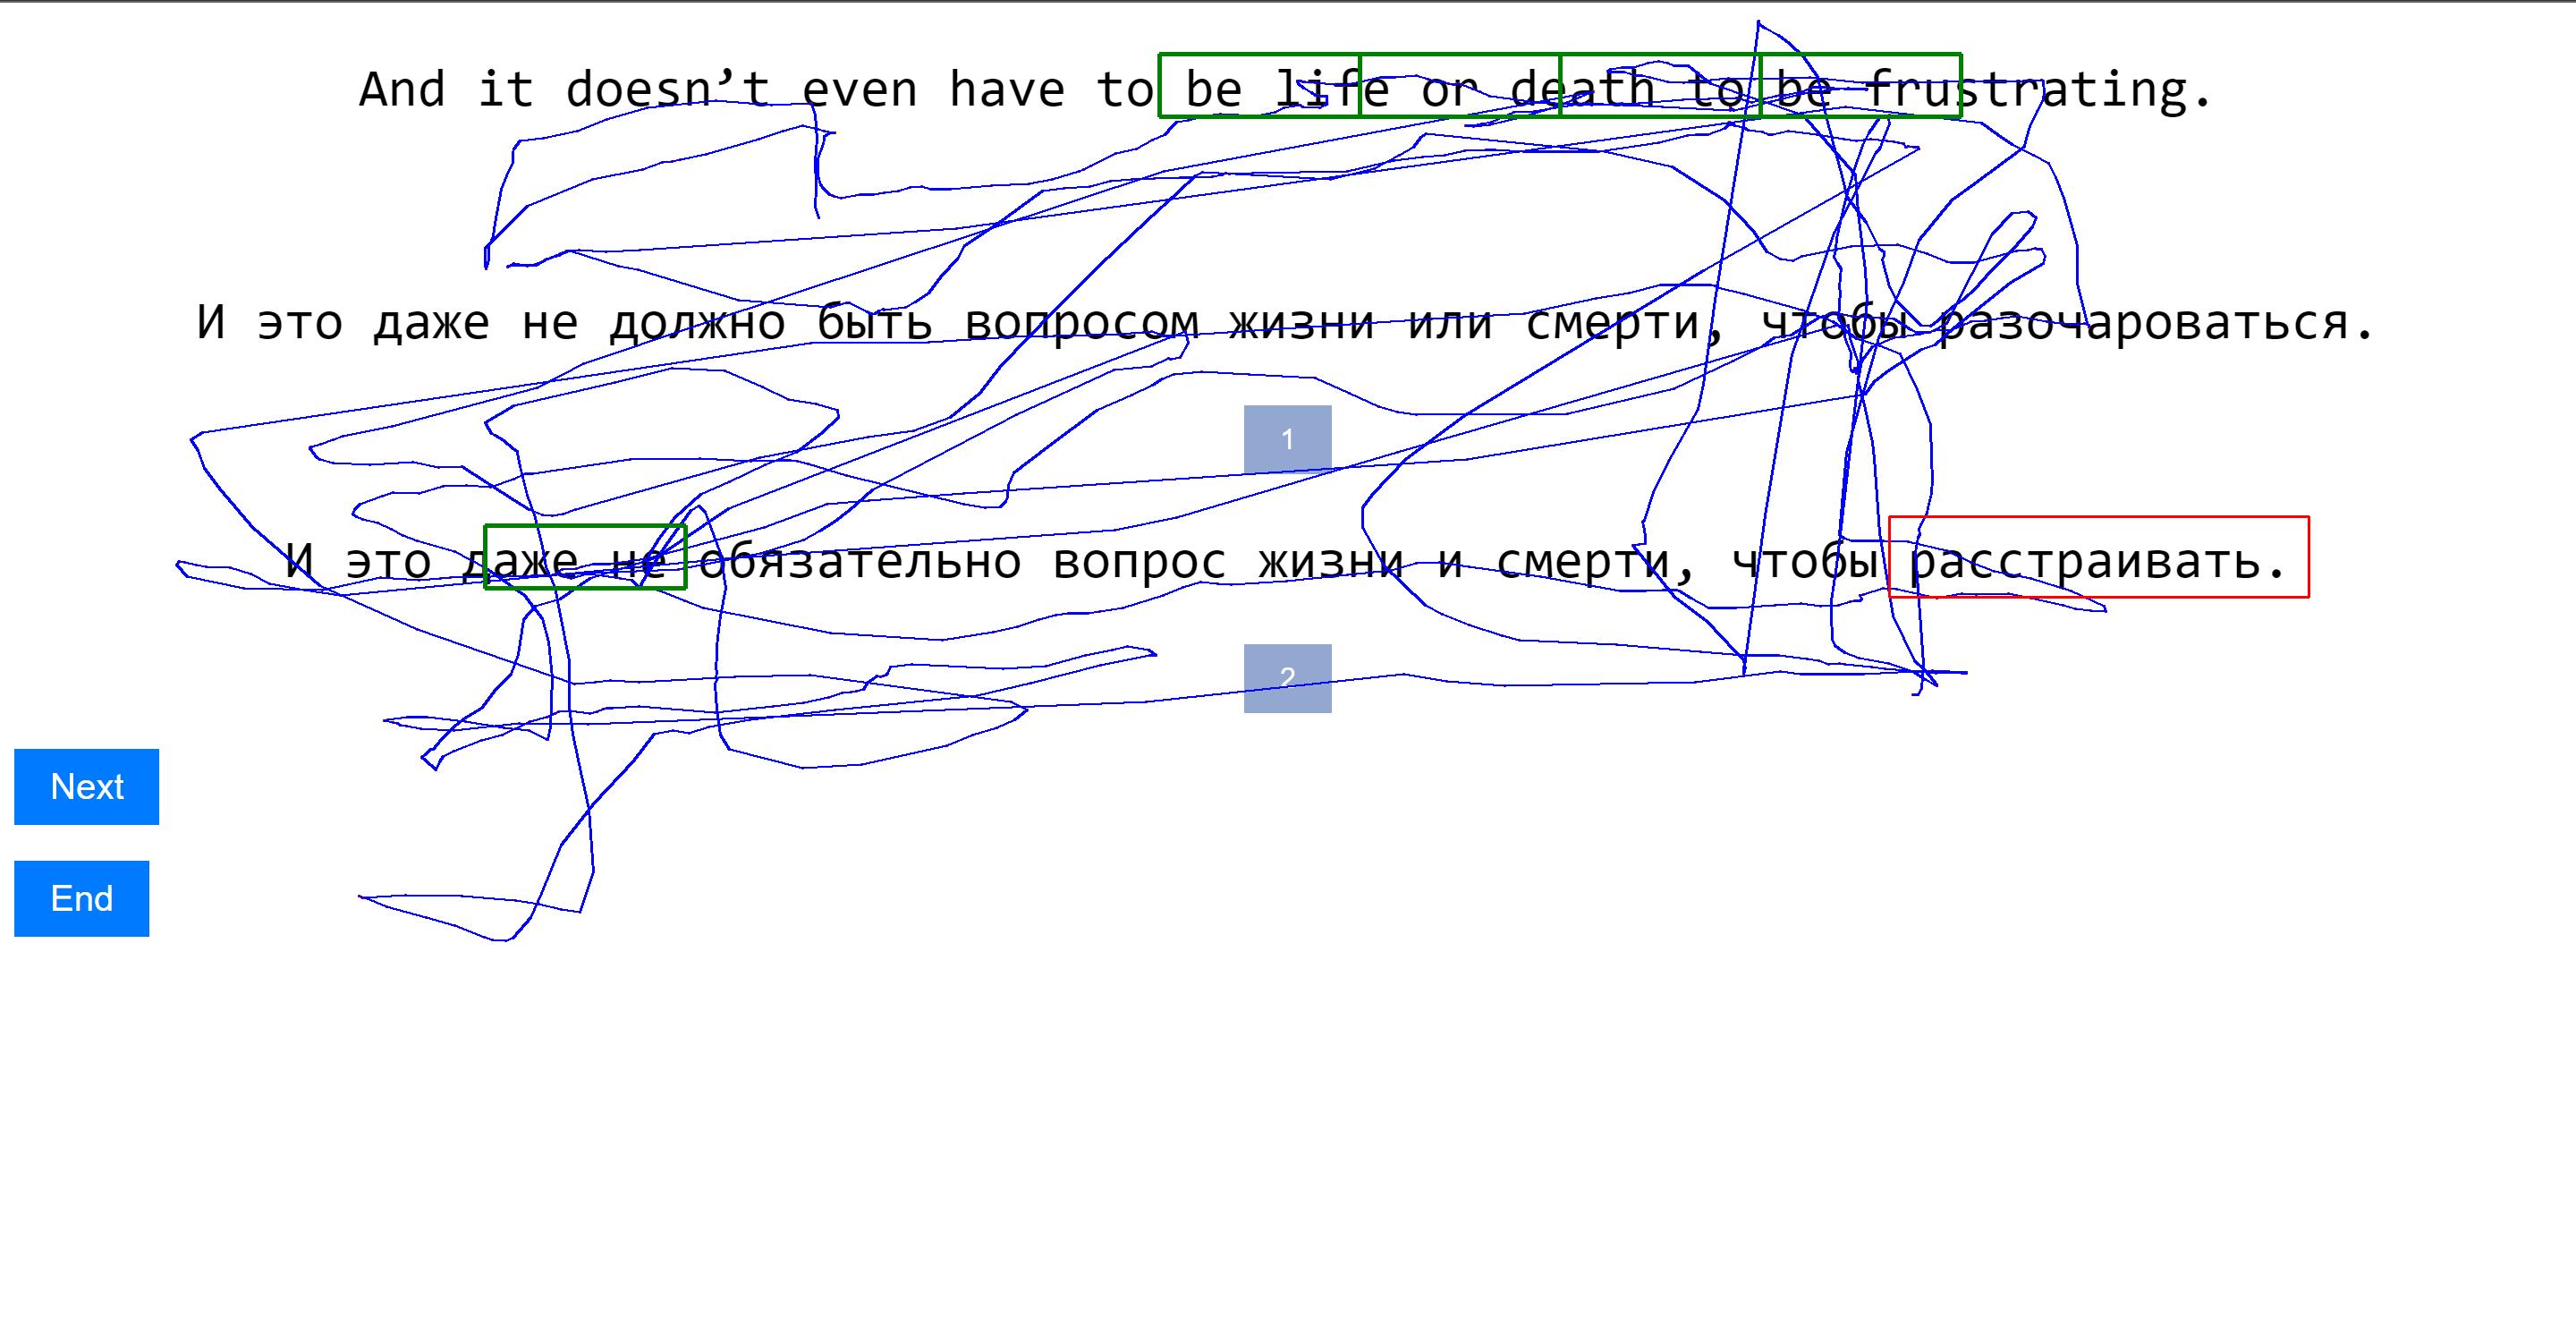 And it doesn’t even have to be life or death to be frustrating.
И это даже не должно быть вопросом жизни или смерти, чтобы разочароваться.
1
И это даже не обязательно вопрос жизни и смерти, чтобы расстраивать.
2
Next
End